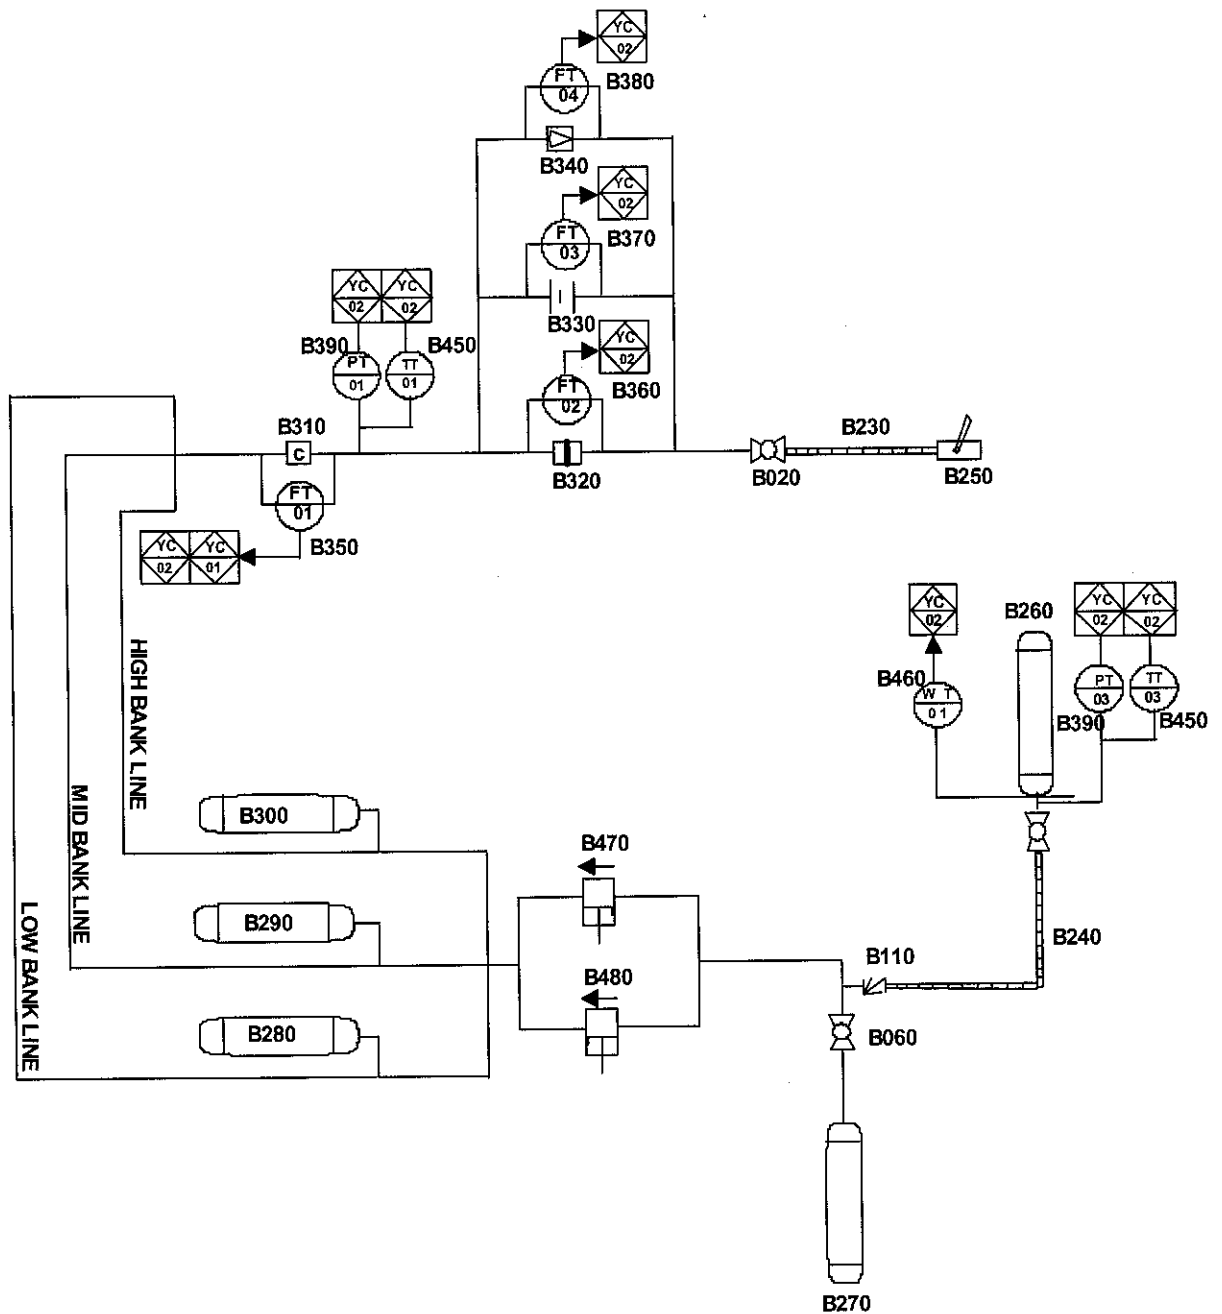 YC
02
FT
04
B380
B340
YC
02
FT
03
B370
B330
YC YC
02 02
B390
B450
PT
01
TT
01
YC
02
FT
02
B360
B310
C
B320
B230
B020
B250
FT
01
B350
YC YC
02 01
YC
02
B260
YC YC
02 02
B460
W T
01
PT
03
TT
03
B390
B450
HIGH BANK LINE
MID BANK LINE
LOW BANK LINE
B300
B290
B280
B470
B480
B110
B240
B060
B270